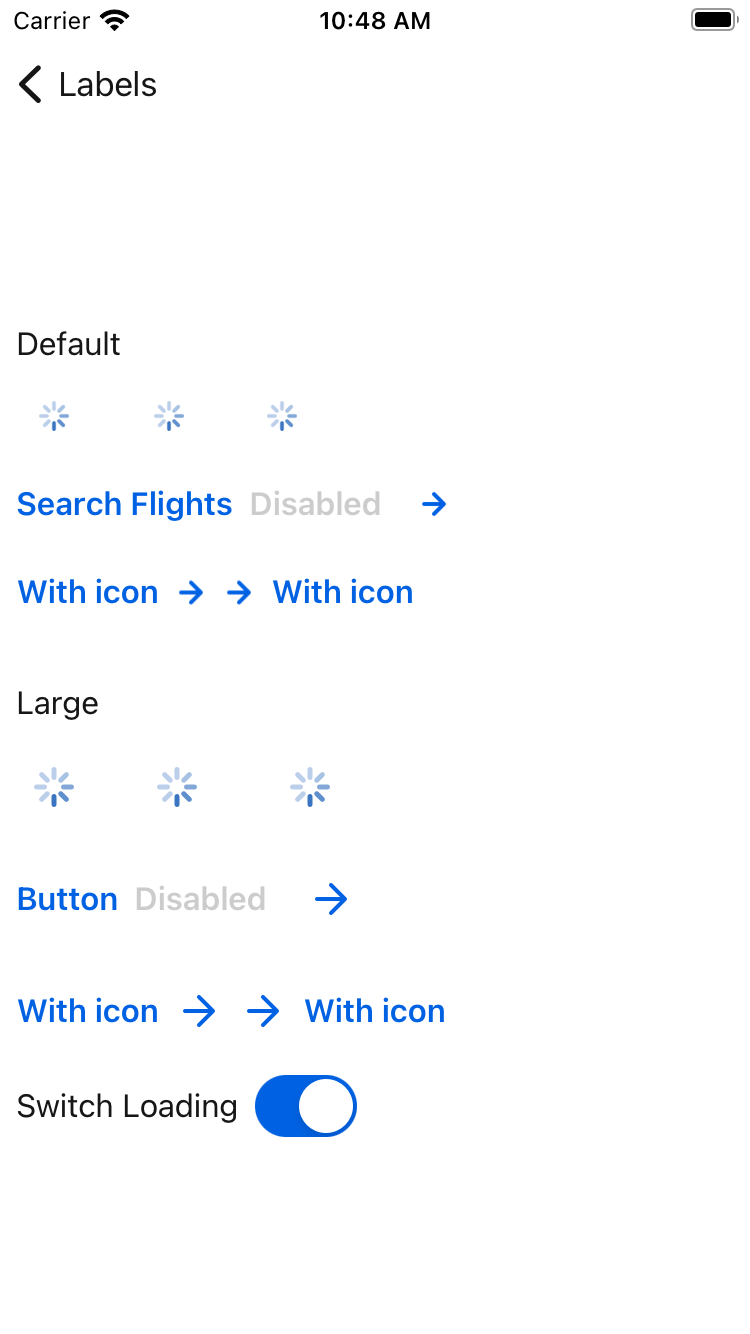 Carrier 10:48 AM
Labels
Default
Search Flights Disabled
With icon With icon
Large
Button Disabled
With icon With icon
Switch Loading